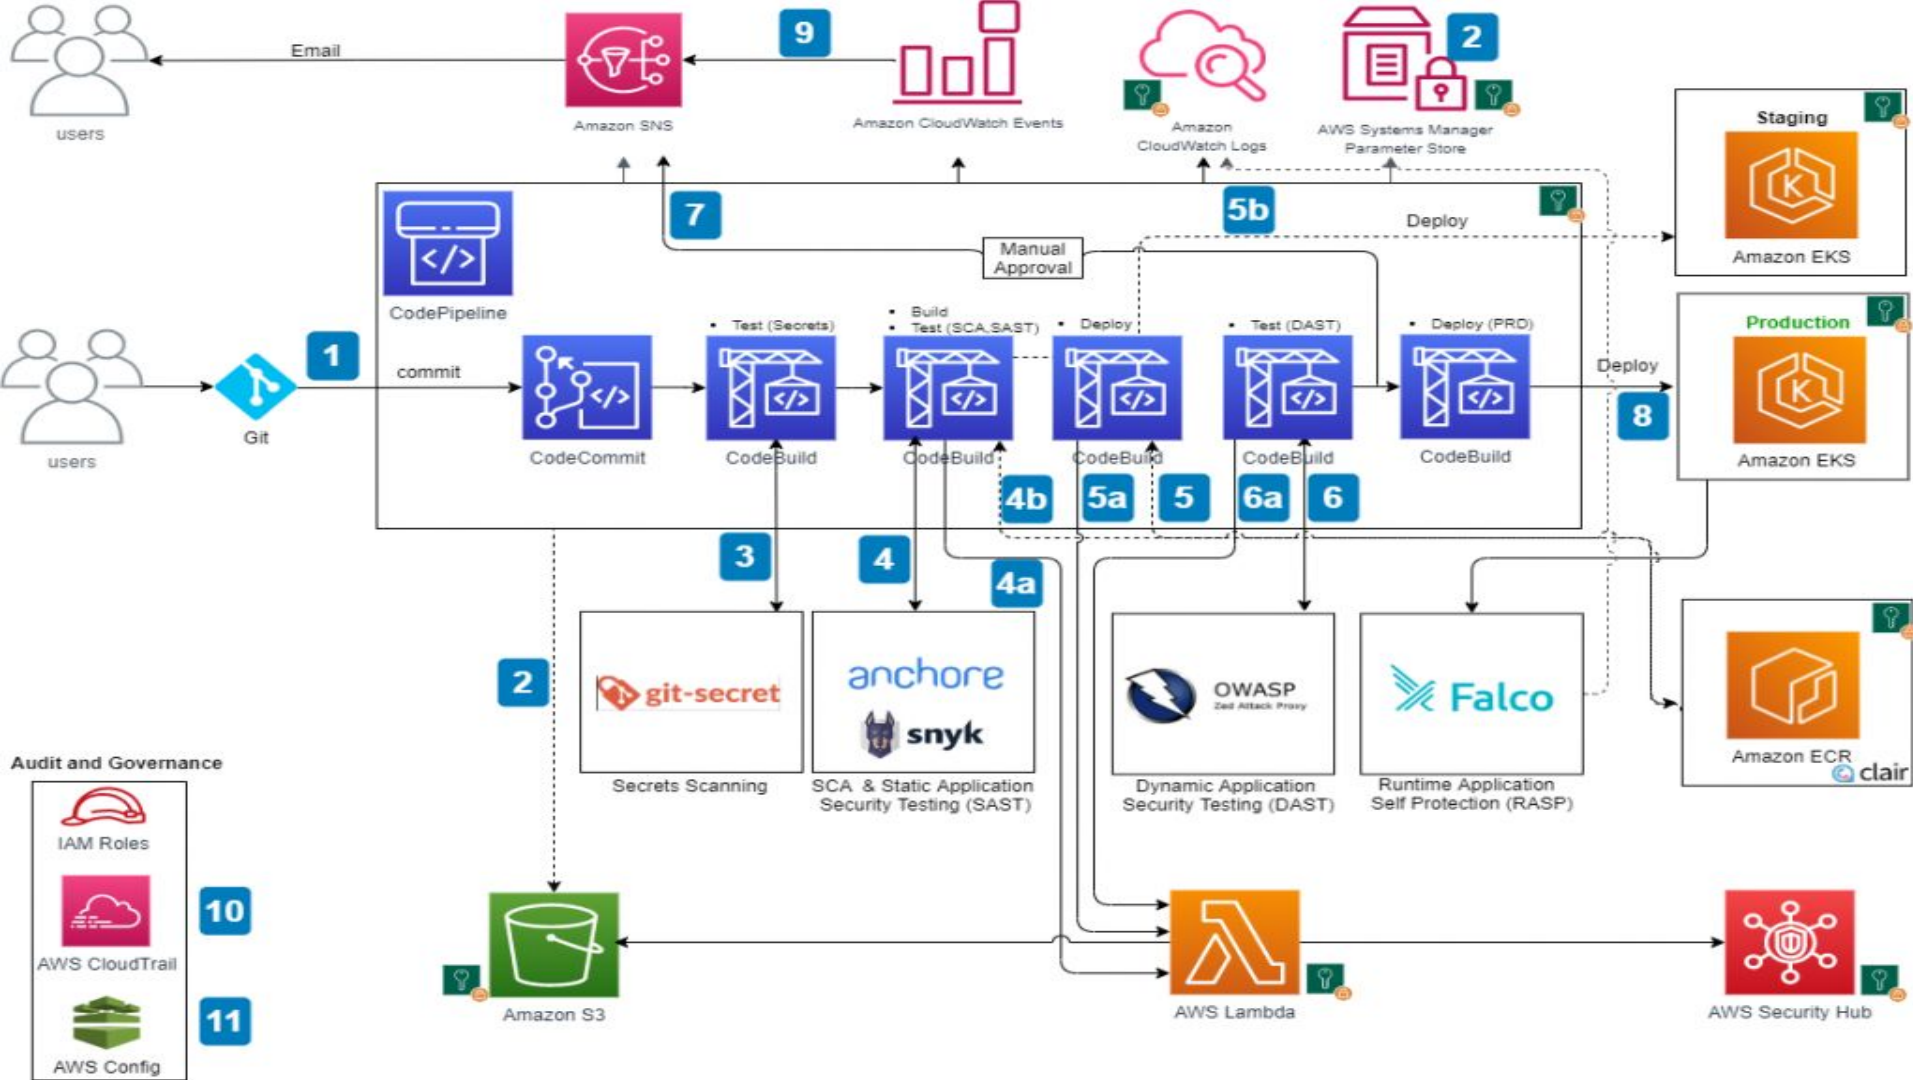 Email
9
2
users
Amazon SNS
Amazon CloudWatch Events
Amazon
CloudWatch Logs
AWS Systems Manager
Parameter Store
Staging
K
Amazon EKS
7
5b
Deploy
Manual
Approval
</>
CodePipeline
Production
K
Amazon EKS
1
commit
Git
users
</>
CodeCommit
• Test (Secrets)
</>
CodeBuild
• Build
• Test (SCA,SAST)
</>
CodeBuild
• Deploy
</>
CodeBuild
• Test (DAST)
</>
CodeBuild
• Deploy (PRD)
</>
CodeBuild
Deploy
8
4b
5a
5
6a
6
3
4
4a
2
git-secret
Secrets Scanning
anchore
snyk
SCA & Static Application
Security Testing (SAST)
OWASP
Zed Attack Proxy
Dynamic Application
Security Testing (DAST)
Falco
Runtime Application
Self Protection (RASP)
Amazon ECR
clair
Audit and Governance
IAM Roles
10
AWS CloudTrail
11
AWS Config
Amazon S3
AWS Lambda
AWS Security Hub